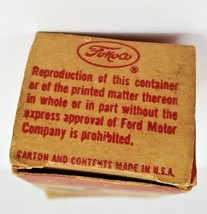 FoMoCo
®
Reproduction of this container
or of the printed matter thereon
in whole or in part without the
express approval of Ford Motor
Company is prohibited.
CARTON AND CONTENTS MADE IN U.S.A.